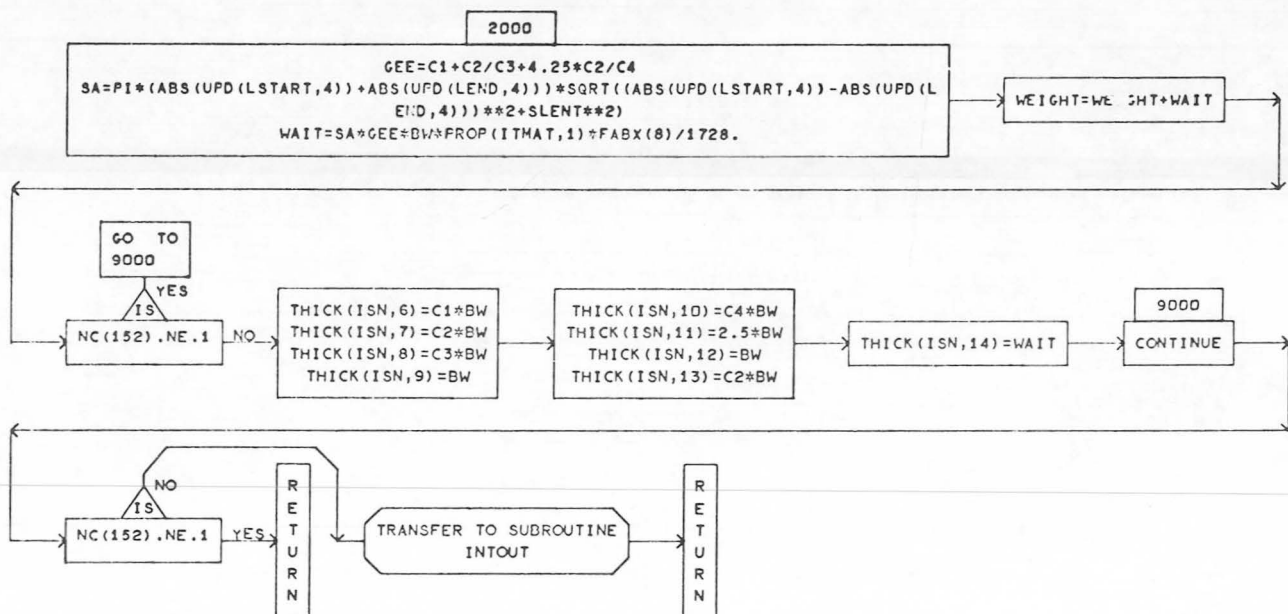 2000
GEE=C1+C2/C3+4.25*C2/C4
SA=PI*(ABS(UPD(LSTART,4))+ABS(UPD(LEND,4)))*SQRT((ABS(UPD(LSTART,4))-ABS(UPD(L
END,4)))**2+SLENT**2)
WAIT=SA*GEE*BW*PROP(ITMAT,1)*FABX(8)/1728.
WEIGHT=WEIGHT+WAIT
GO TO
9000
YES
IS
NC(152).NE.1
NO
THICK(ISN,6)=C1*BW
THICK(ISN,7)=C2*BW
THICK(ISN,8)=C3*BW
THICK(ISN,9)=BW
THICK(ISN,10)=C4*BW
THICK(ISN,11)=2.5*BW
THICK(ISN,12)=BW
THICK(ISN,13)=C2*BW
THICK(ISN,14)=WAIT
9000
CONTINUE
NO
IS
NC(152).NE.1
YES
RETURN
TRANSFER TO SUBROUTINE
INTOUT
RETURN